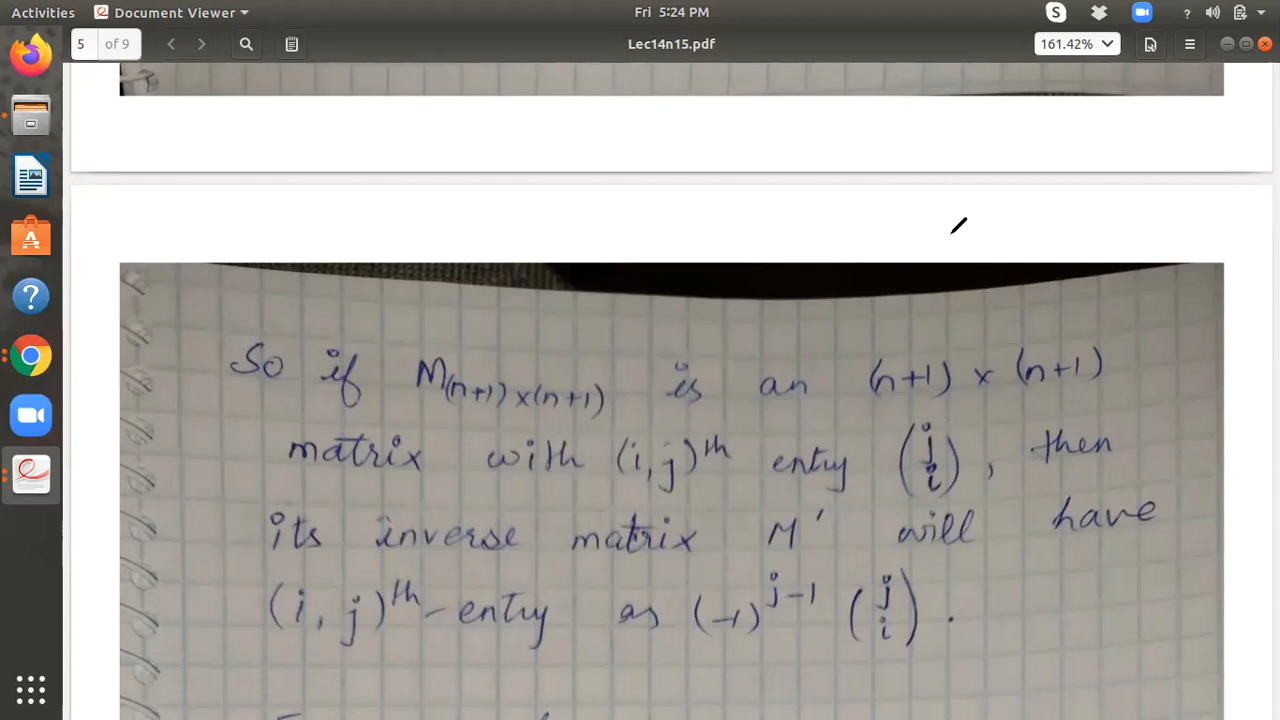 Activities Document Viewer Fri 5:24 PM
5 of 9 Lec14n15.pdf 161.42%
So if M(n+1)×(n+1) is an (n+1) × (n+1)
matrix with (i,j)th entry (j i), then
its inverse matrix M' will have
(i, j)th-entry as (-1)^j-1 (j i).